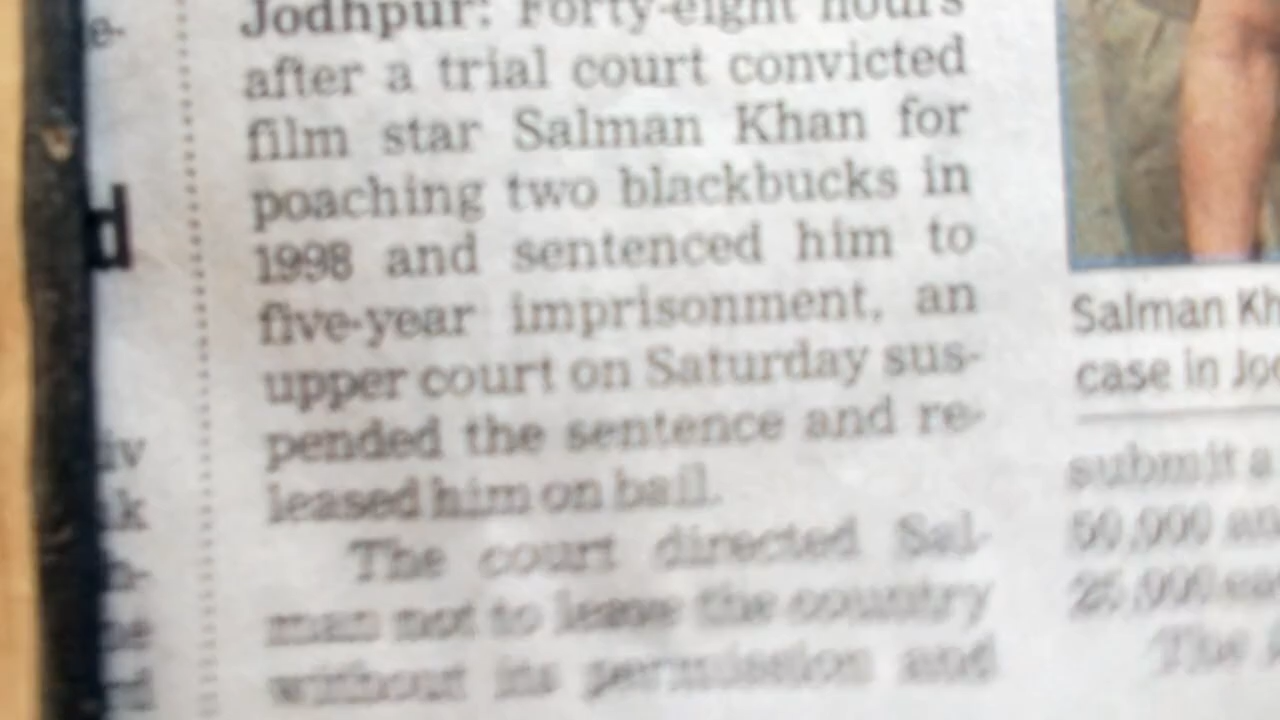 Jodhpur: Forty-eight hours
after a trial court convicted
film star Salman Khan for
poaching two blackbucks in
1998 and sentenced him to
five-year imprisonment, an
upper court on Saturday sus-
pended the sentence and re-
leased him on bail.
The court directed Sal-
man not to leave the country
without its permission and
Salman Kh
case in Jod
submit a
50,000 an
25,000 ea
The
e-
d
iv
k